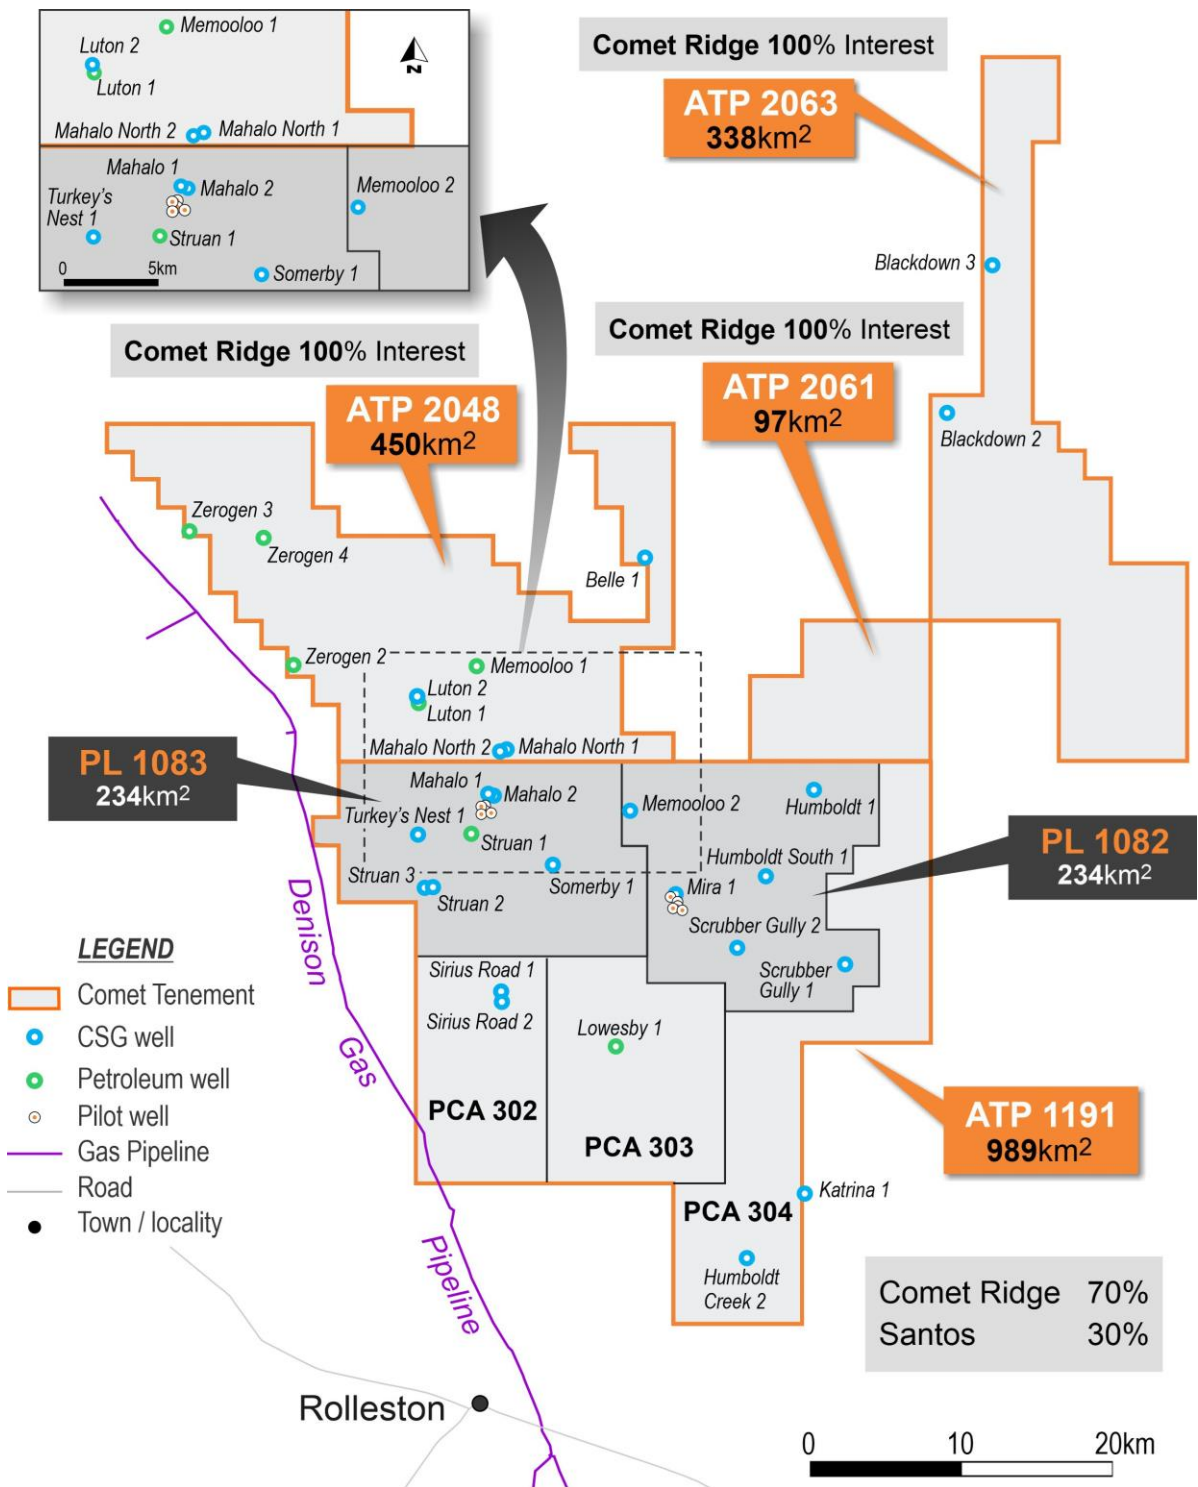 Memooloo 1
Luton 2
Luton 1
N
Mahalo North 2
Mahalo North 1
Mahalo 1
Mahalo 2
Turkey's
Nest 1
Memooloo 2
Struan 1
Somerby 1
0
5km
Comet Ridge 100% Interest
ATP 2063
338km²
Blackdown 3
Comet Ridge 100% Interest
ATP 2048
450km²
Comet Ridge 100% Interest
ATP 2061
97km²
Blackdown 2
Zerogen 3
Zerogen 4
Belle 1
Zerogen 2
Memooloo 1
Luton 2
Luton 1
Mahalo North 2
Mahalo North 1
PL 1083
234km²
Mahalo 1
Mahalo 2
Memooloo 2
Humboldt 1
Turkey's Nest 1
Struan 1
Humboldt South 1
PL 1082
234km²
Struan 3
Struan 2
Somerby 1
Mira 1
Scrubber Gully 2
Scrubber
Gully 1
Sirius Road 1
Sirius Road 2
Lowesby 1
PCA 302
PCA 303
ATP 1191
989km²
Katrina 1
PCA 304
Humboldt
Creek 2
Denison
Gas
Pipeline
LEGEND
Comet Tenement
CSG well
Petroleum well
Pilot well
Gas Pipeline
Road
Town / locality
Comet Ridge 70%
Santos 30%
Rolleston
0
10
20km